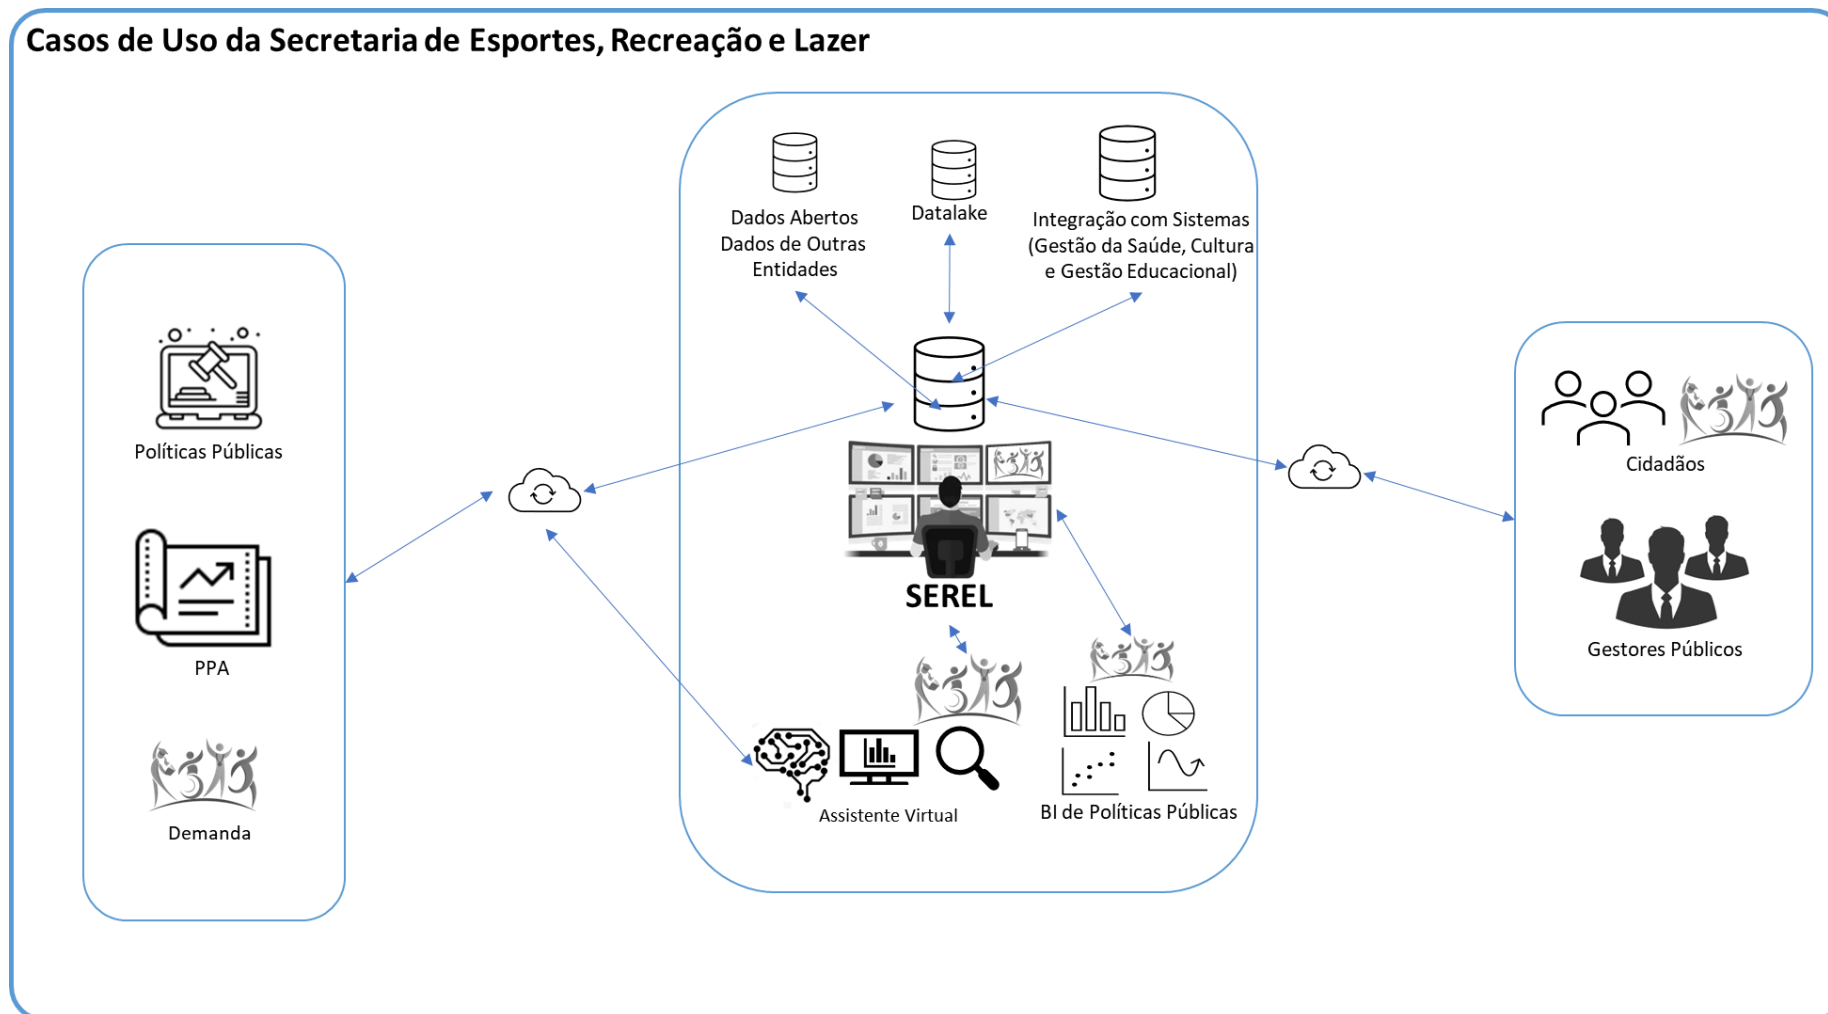 Casos de Uso da Secretaria de Esportes, Recreação e Lazer
Políticas Públicas
PPA
Demanda
Dados Abertos
Dados de Outras
Entidades
Datalake
Integração com Sistemas
(Gestão da Saúde, Cultura
e Gestão Educacional)
SEREL
Assistente Virtual
BI de Políticas Públicas
Cidadãos
Gestores Públicos